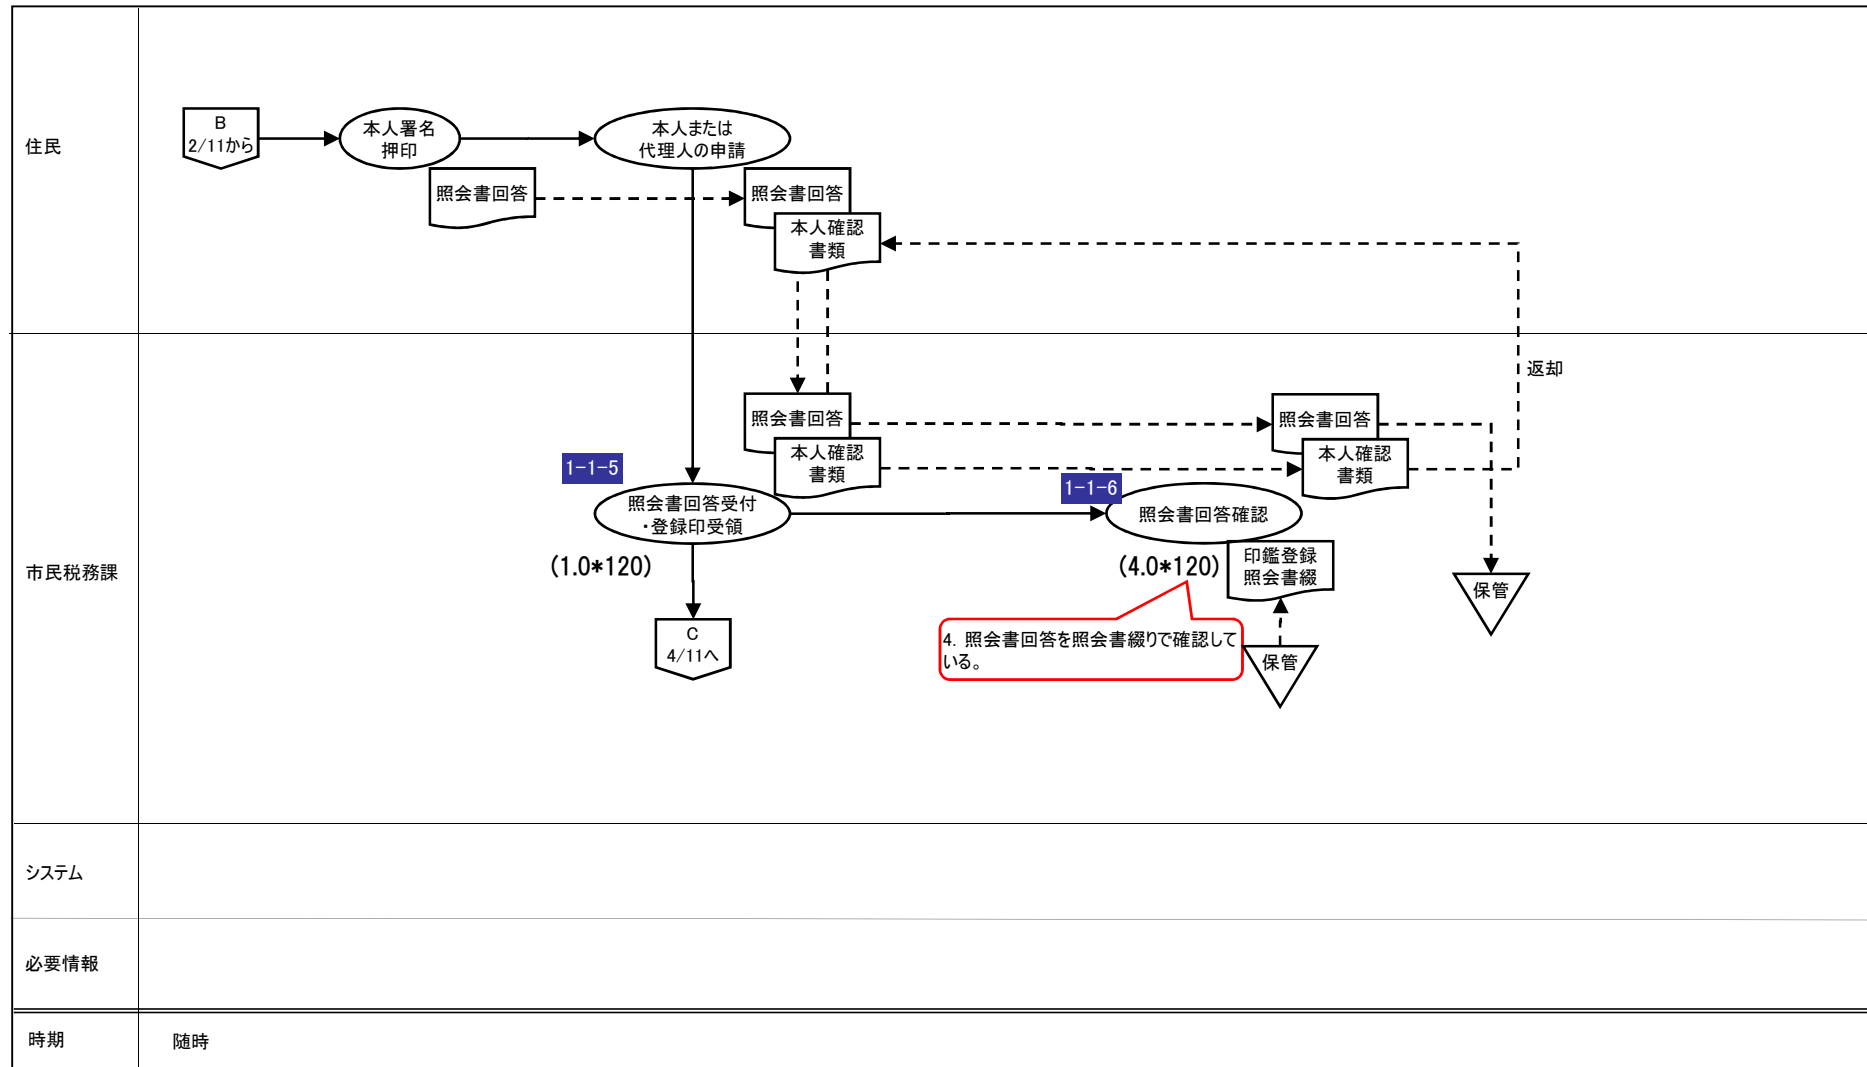 住民
B
2/11から
本人署名
押印
本人または
代理人の申請
照会書回答
照会書回答
本人確認
書類
市民税務課
返却
照会書回答
本人確認
書類
照会書回答
本人確認
書類
1-1-5
照会書回答受付
・登録印受領
(1.0*120)
1-1-6
照会書回答確認
(4.0*120)
印鑑登録
照会書綴
保管
C
4/11へ
4. 照会書回答を照会書綴りで確認して
いる。
保管
システム
必要情報
時期
随時